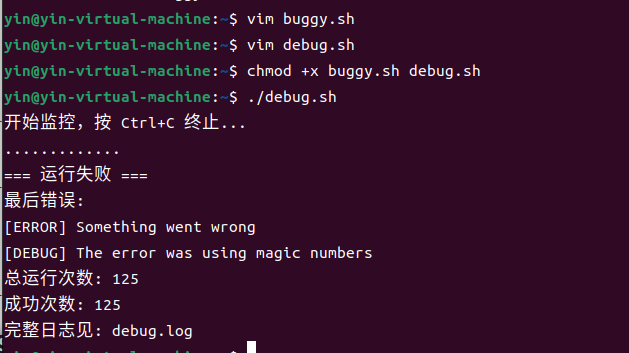 yin@yin-virtual-machine:~$ vim buggy.sh
yin@yin-virtual-machine:~$ vim debug.sh
yin@yin-virtual-machine:~$ chmod +x buggy.sh debug.sh
yin@yin-virtual-machine:~$ ./debug.sh
开始监控，按 Ctrl+C 终止...
.............
=== 运行失败 ===
最后错误:
[ERROR] Something went wrong
[DEBUG] The error was using magic numbers
总运行次数: 125
成功次数: 125
完整日志见: debug.log